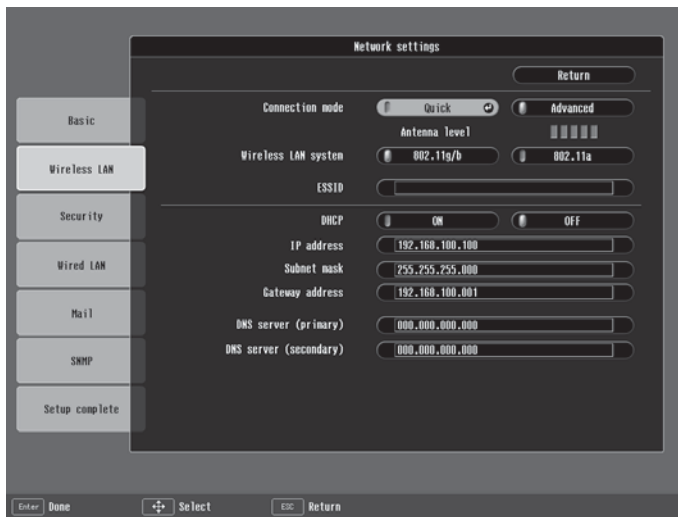 Network settings
Return
Basic
Wireless LAN
Security
Wired LAN
Mail
SNMP
Setup complete
Connection mode Quick Advanced
Antenna level
Wireless LAN system 802.11g/b 802.11a
ESSID
DHCP ON OFF
IP address 192.168.100.100
Subnet mask 255.255.255.000
Gateway address 192.168.100.001
DNS server (primary) 000.000.000.000
DNS server (secondary) 000.000.000.000
Enter Done Select ESC Return